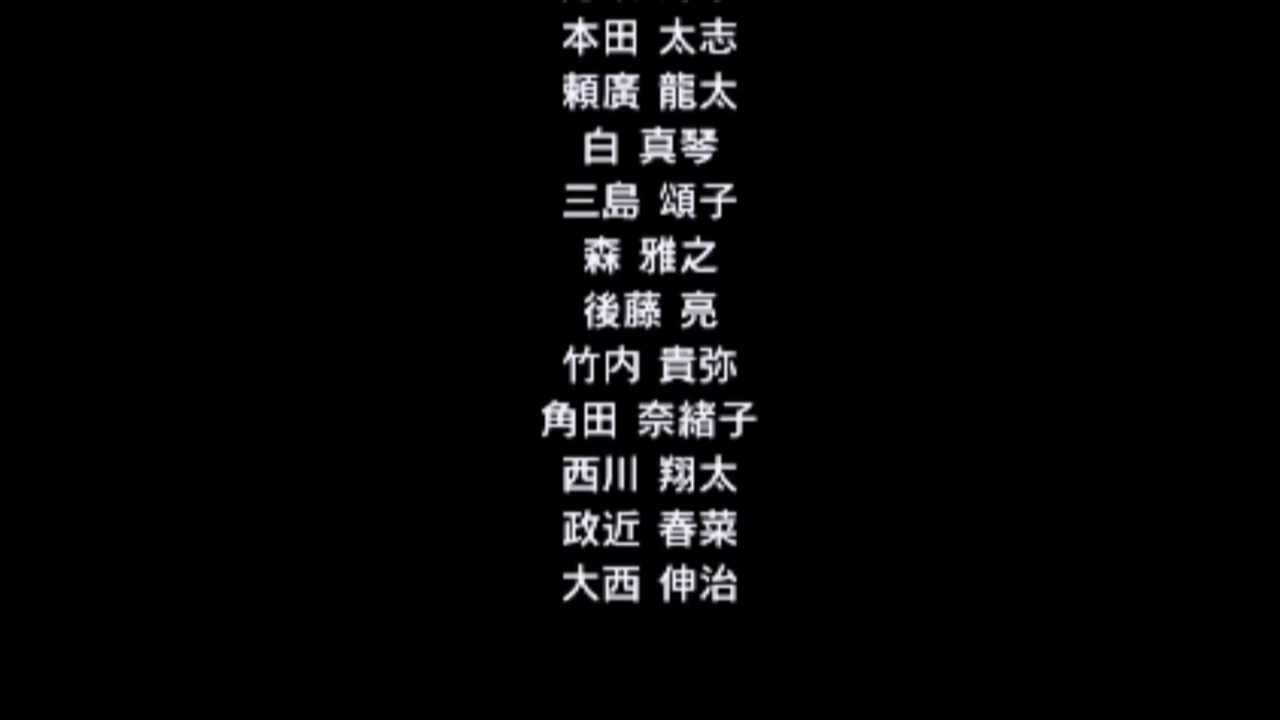 本田 太志
頼廣 龍太
白 真琴
三島 頌子
森 雅之
後藤 亮
竹内 貴弥
角田 奈緒子
西川 翔太
政近 春菜
大西 伸治